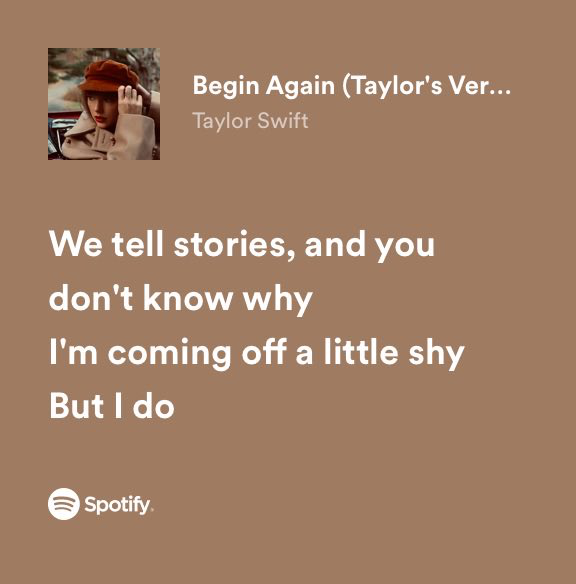 Begin Again (Taylor's Ver...
Taylor Swift
We tell stories, and you
don't know why
I'm coming off a little shy
But I do
Spotify